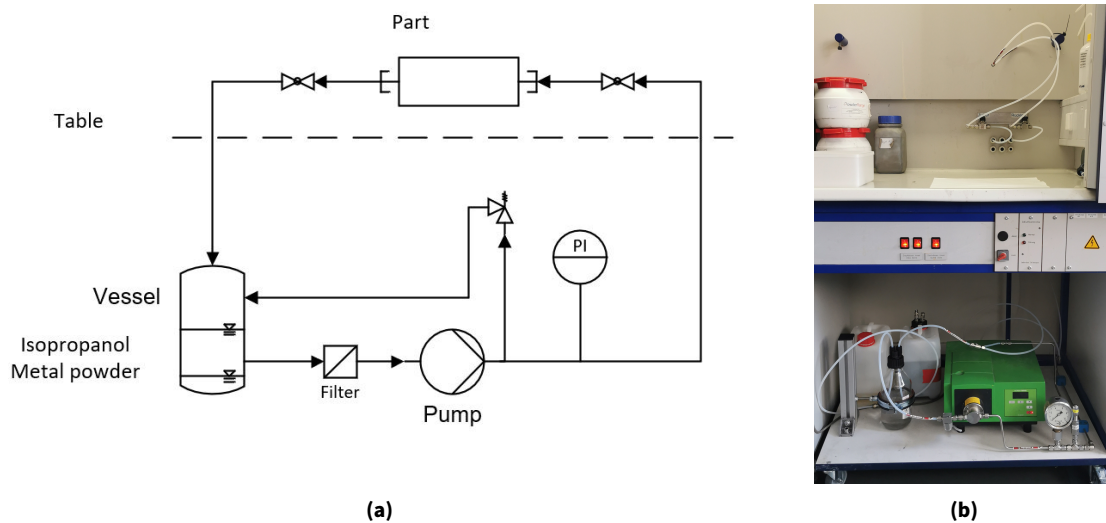 Part
Table
PI
Vessel
Isopropanol
Metal powder
Filter
Pump
(a)
(b)